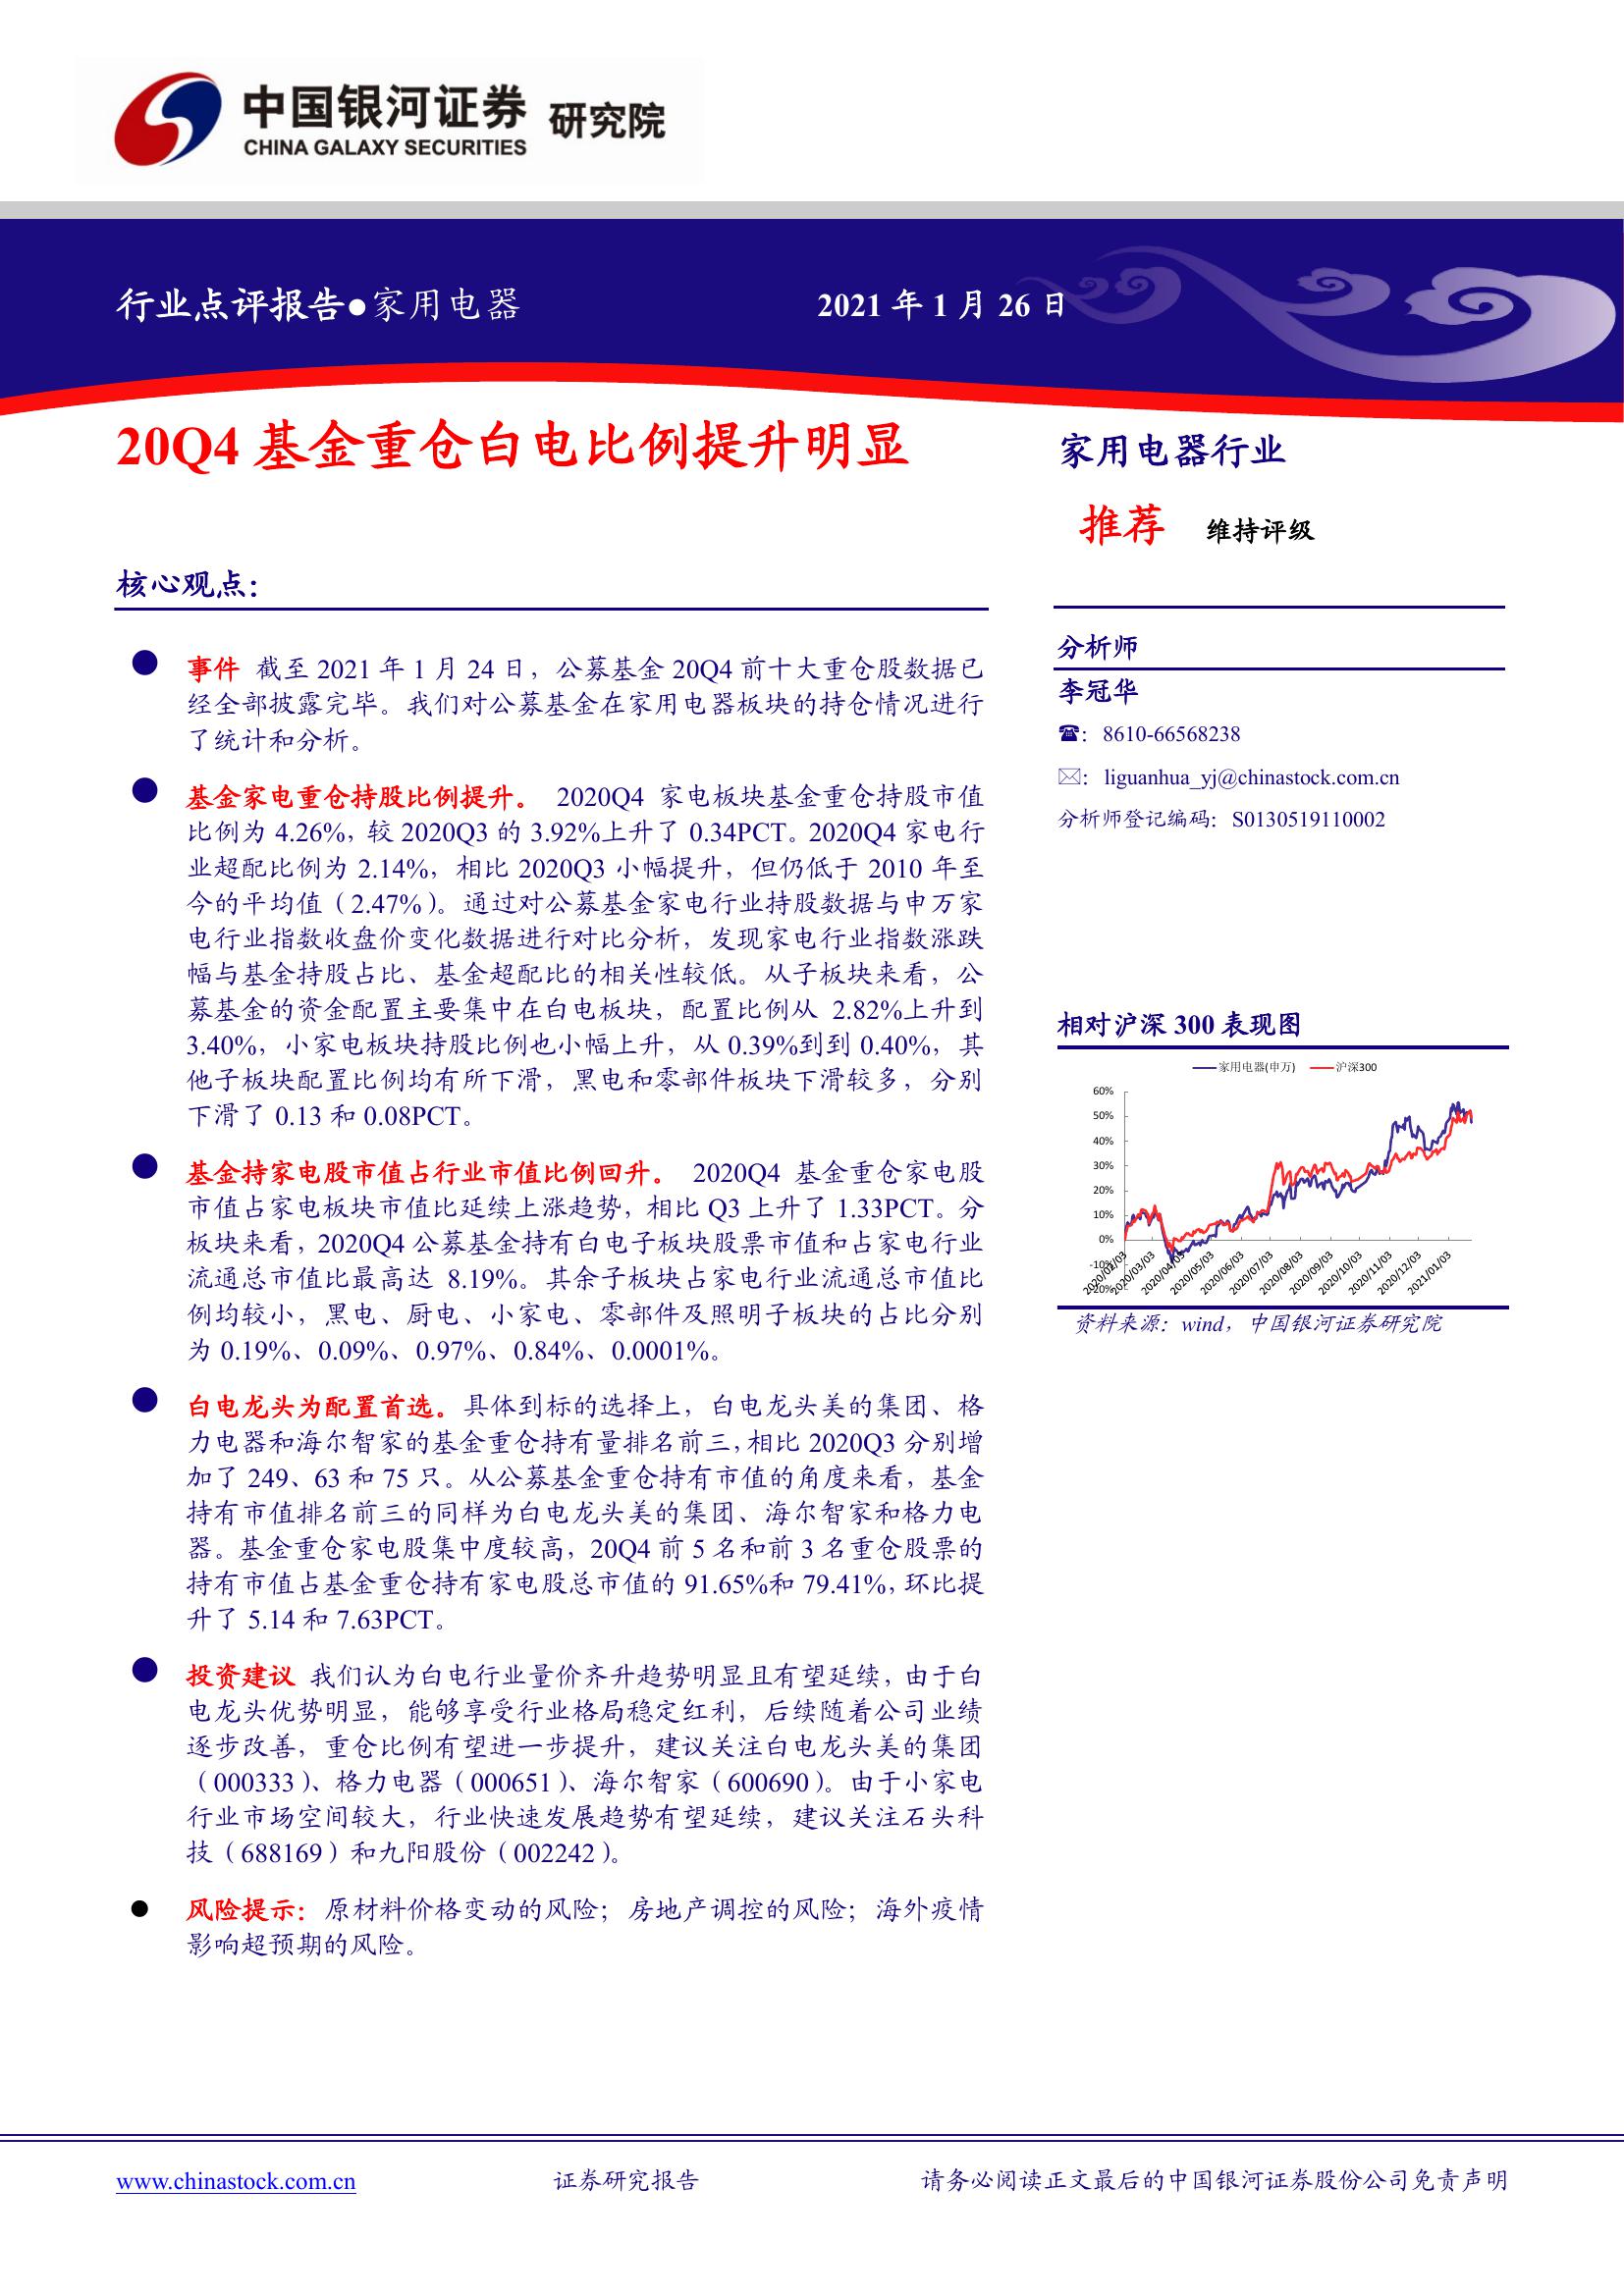 中国银河证券 研究院
CHINA GALAXY SECURITIES
行业点评报告●家用电器
2021 年 1 月 26 日
20Q4 基金重仓白电比例提升明显
核心观点：
● 事件 截至 2021 年 1 月 24 日，公募基金 20Q4 前十大重仓股数据已
经全部披露完毕。我们对公募基金在家用电器板块的持仓情况进行
了统计和分析。
● 基金家电重仓持股比例提升。 2020Q4 家电板块基金重仓持股市值
比例为 4.26%，较 2020Q3 的 3.92%上升了 0.34PCT。2020Q4 家电行
业超配比例为 2.14%，相比 2020Q3 小幅提升，但仍低于 2010 年至
今的平均值（2.47%）。通过对公募基金家电行业持股数据与申万家
电行业指数收盘价变化数据进行对比分析，发现家电行业指数涨跌
幅与基金持股占比、基金超配比的相关性较低。从子板块来看，公
募基金的资金配置主要集中在白电板块，配置比例从 2.82%上升到
3.40%，小家电板块持股比例也小幅上升，从 0.39%到到 0.40%，其
他子板块配置比例均有所下滑，黑电和零部件板块下滑较多，分别
下滑了 0.13 和 0.08PCT。
● 基金持家电股市值占行业市值比例回升。 2020Q4 基金重仓家电股
市值占家电板块市值比延续上涨趋势，相比 Q3 上升了 1.33PCT。分
板块来看，2020Q4 公募基金持有白电子板块股票市值和占家电行业
流通总市值比最高达 8.19%。其余子板块占家电行业流通总市值比
例均较小，黑电、厨电、小家电、零部件及照明子板块的占比分别
为 0.19%、0.09%、0.97%、0.84%、0.0001%。
● 白电龙头为配置首选。具体到标的选择上，白电龙头美的集团、格
力电器和海尔智家的基金重仓持有量排名前三，相比 2020Q3 分别增
加了 249、63 和 75 只。从公募基金重仓持有市值的角度来看，基金
持有市值排名前三的同样为白电龙头美的集团、海尔智家和格力电
器。基金重仓家电股集中度较高，20Q4 前 5 名和前 3 名重仓股票的
持有市值占基金重仓持有家电股总市值的 91.65%和 79.41%，环比提
升了 5.14 和 7.63PCT。
● 投资建议 我们认为白电行业量价齐升趋势明显且有望延续，由于白
电龙头优势明显，能够享受行业格局稳定红利，后续随着公司业绩
逐步改善，重仓比例有望进一步提升，建议关注白电龙头美的集团
（000333）、格力电器（000651）、海尔智家（600690）。由于小家电
行业市场空间较大，行业快速发展趋势有望延续，建议关注石头科
技（688169）和九阳股份（002242）。
● 风险提示：原材料价格变动的风险；房地产调控的风险；海外疫情
影响超预期的风险。
家用电器行业
推荐 维持评级
分析师
李冠华
☎：8610-66568238
✉：liguanhua_yj@chinastock.com.cn
分析师登记编码：S0130519110002
相对沪深 300 表现图
家用电器(申万) 沪深300
60%
50%
40%
30%
20%
10%
0%
-10%
-20%
2020/02/03
2020/03/03
2020/04/03
2020/05/03
2020/06/03
2020/07/03
2020/08/03
2020/09/03
2020/10/03
2020/11/03
2020/12/03
2021/01/03
资料来源：wind，中国银河证券研究院
www.chinastock.com.cn
证券研究报告
请务必阅读正文最后的中国银河证券股份公司免责声明